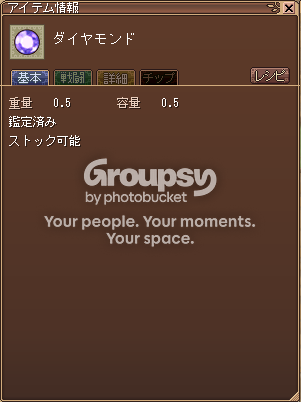 アイテム情報
ダイヤモンド
基本 戦闘 詳細 チップ レシピ
重量 0.5 容量 0.5
鑑定済み
ストック可能
Groupsy
by photobucket
Your people. Your moments.
Your space.